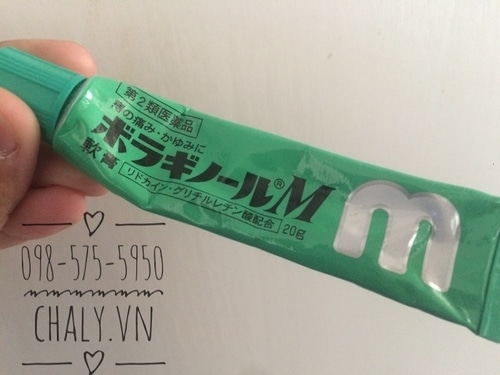 第2類医薬品
痔の痛み・かゆみに
ボラギノール®M
軟膏
リドカイン・グリチルレチン酸配合 20g
m
098-575-5950
CHALY.VN